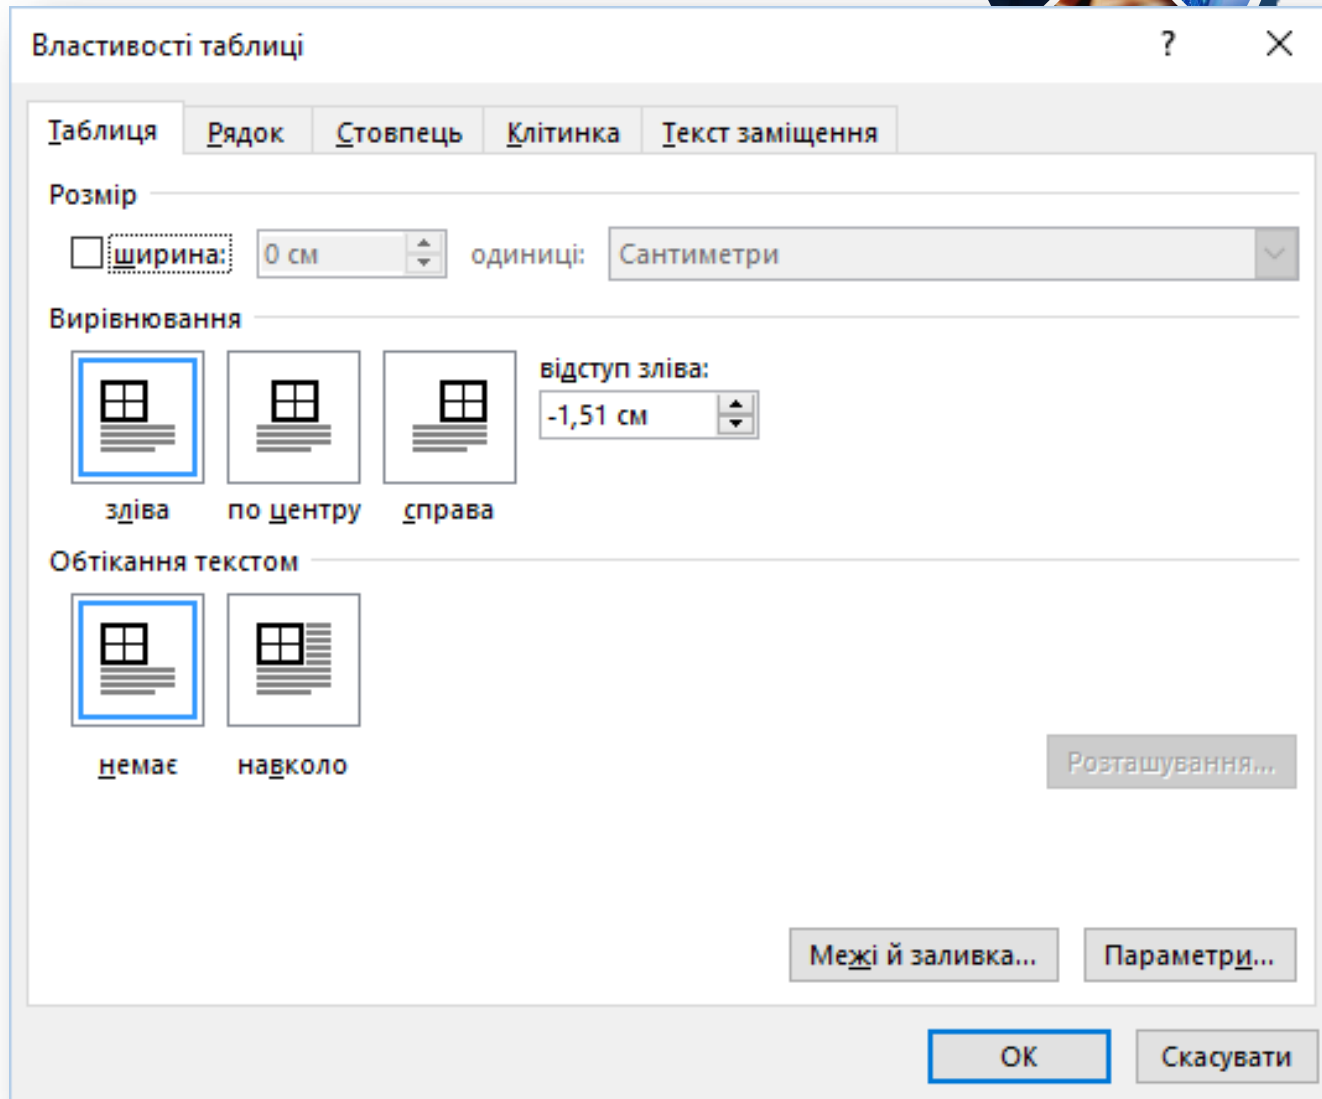 Властивості таблиці ?
Таблиця Рядок Стовпець Клітинка Текст заміщення
Розмір
ширина: 0 см одиниці: Сантиметри
Вирівнювання
відступ зліва:
-1,51 см
зліва по центру справа
Обтікання текстом
немає навколо
Розташування...
Межі й заливка... Параметри...
ОК Скасувати